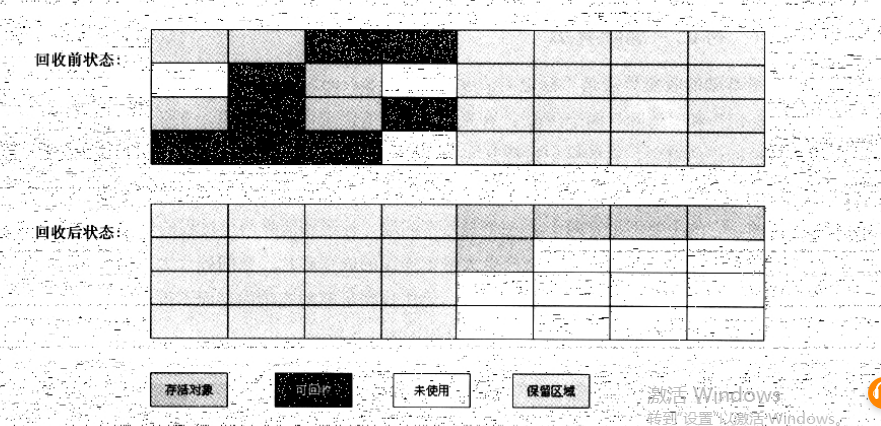 回收前状态:
回收后状态:
存活对象
可回收
未使用
保留区域
激活 Windows
转到"设置"以激活 Windows。